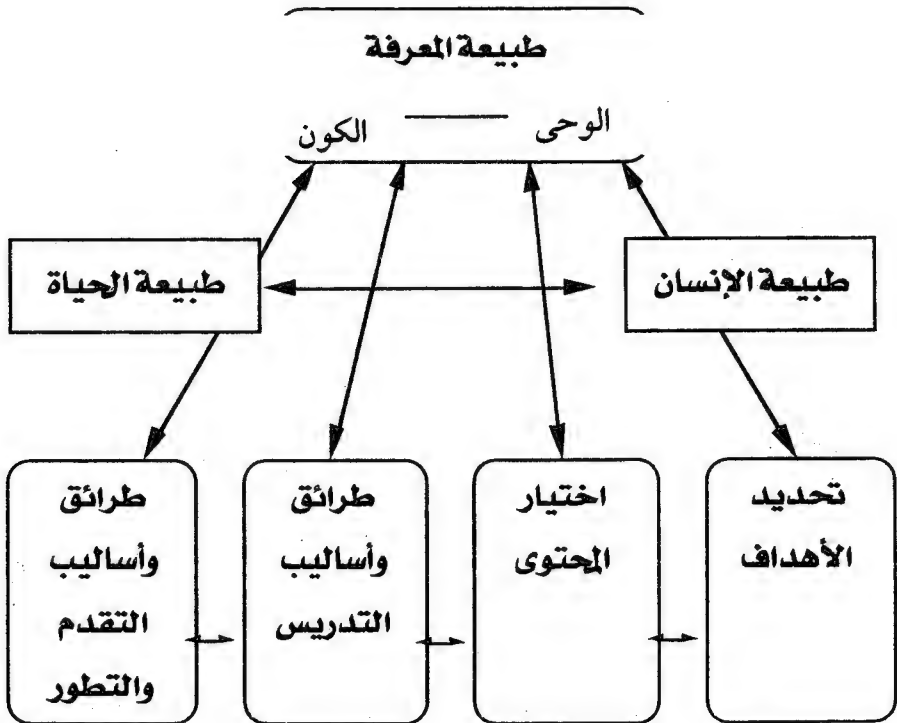 طبيعة المعرفة
الوحى ـــــ الكون
طبيعة الإنسان
طبيعة الحياة
تحديد
الأهداف
اختيار
المحتوى
طرائق
وأساليب
التدريس
طرائق
وأساليب
التقدم
والتطور